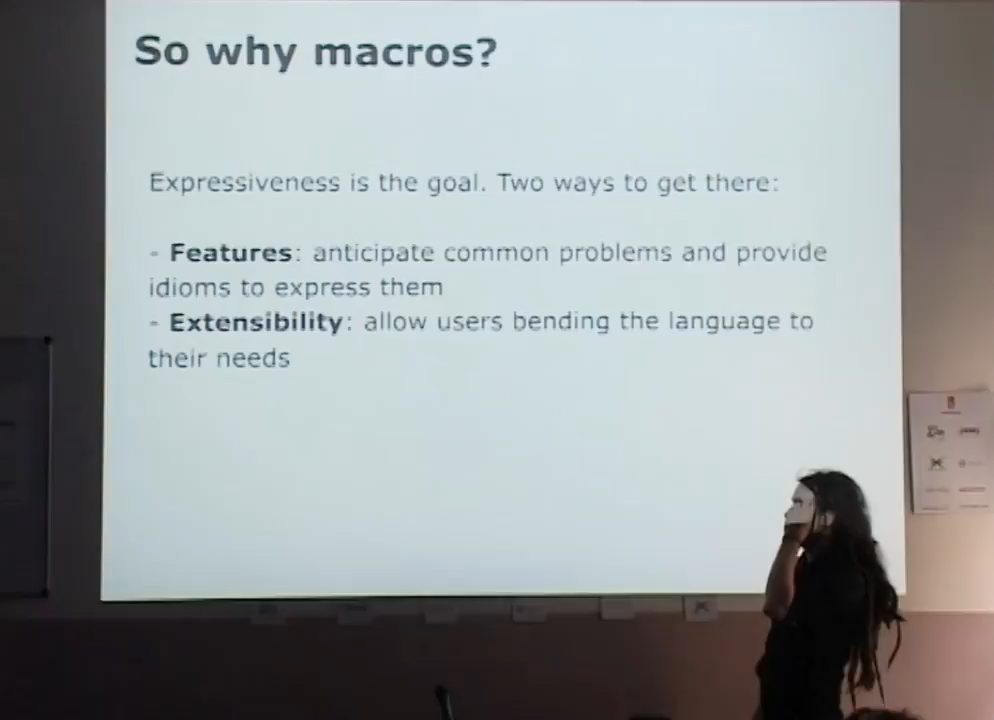 So why macros?
Expressiveness is the goal. Two ways to get there:
- Features: anticipate common problems and provide
idioms to express them
- Extensibility: allow users bending the language to
their needs